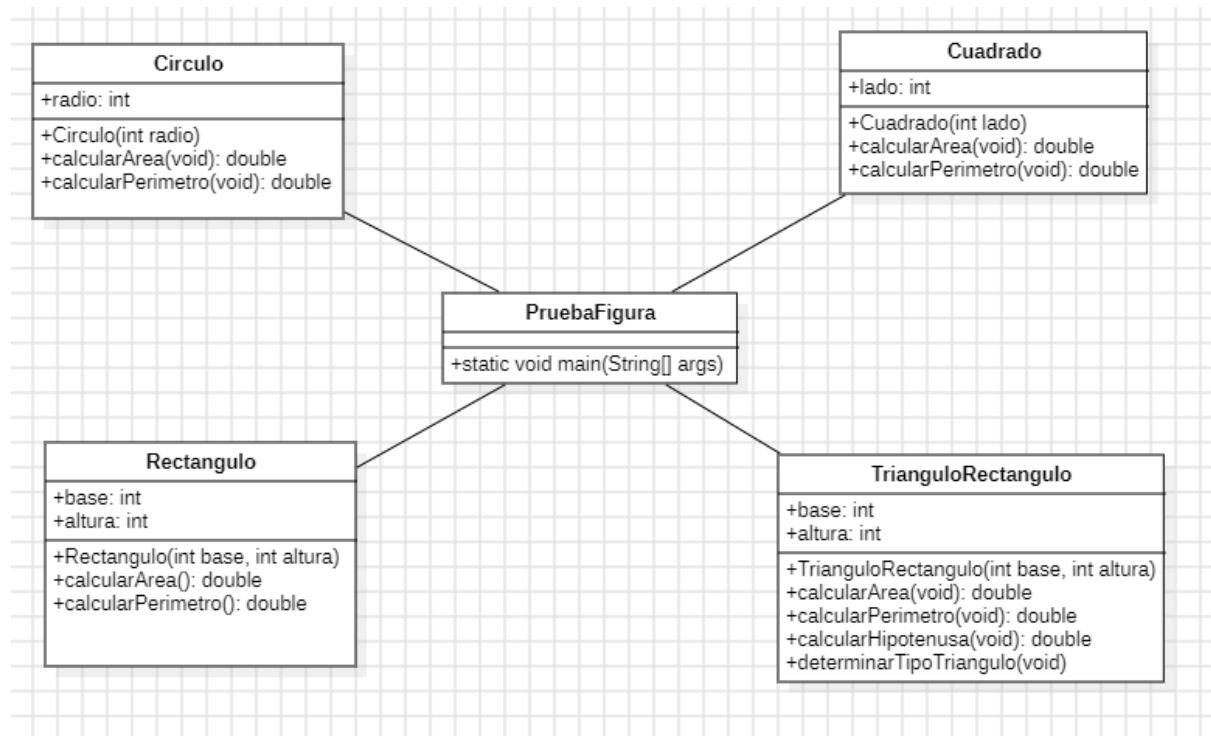 Circulo
+radio: int
+Circulo(int radio)
+calcularArea(void): double
+calcularPerimetro(void): double
Cuadrado
+lado: int
+Cuadrado(int lado)
+calcularArea(void): double
+calcularPerimetro(void): double
PruebaFigura
+static void main(String[] args)
Rectangulo
+base: int
+altura: int
+Rectangulo(int base, int altura)
+calcularArea(): double
+calcularPerimetro(): double
TrianguloRectangulo
+base: int
+altura: int
+TrianguloRectangulo(int base, int altura)
+calcularArea(void): double
+calcularPerimetro(void): double
+calcularHipotenusa(void): double
+determinarTipoTriangulo(void)